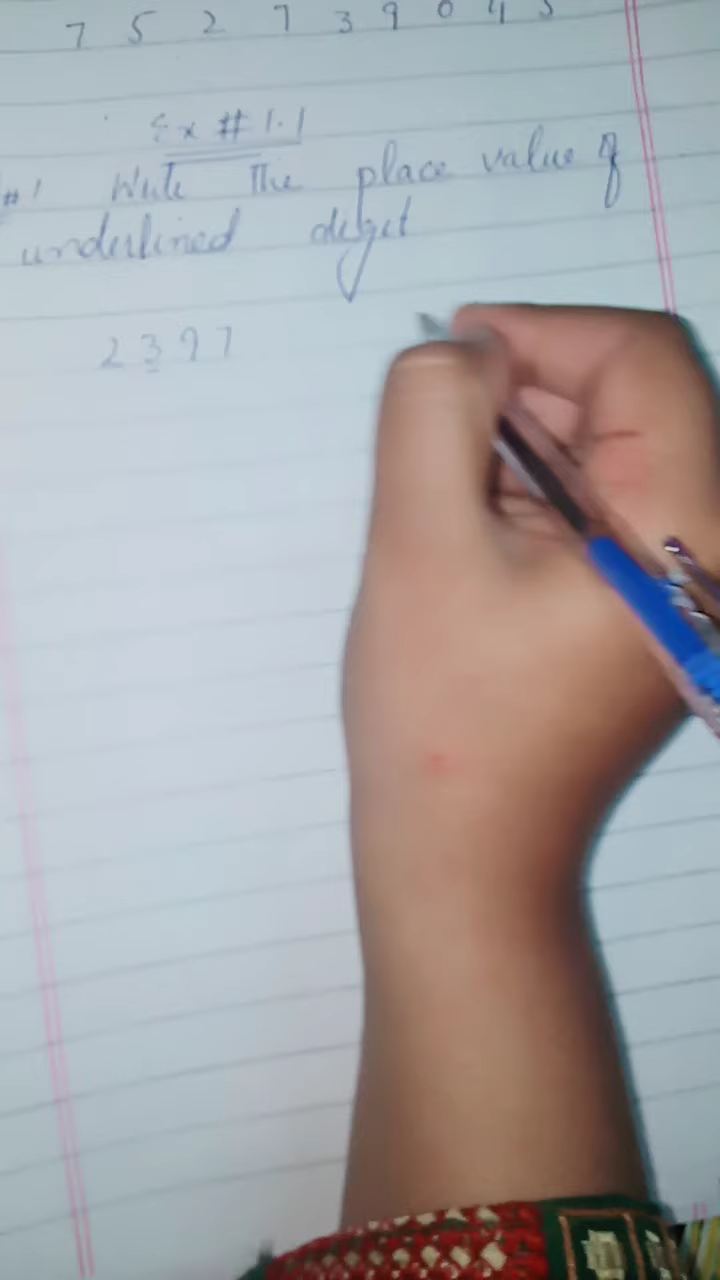 7 5 2 7 3 9 0 4 5
Ex # 1.1
# 1 Write The place value of
underlined digit
2 3 9 7